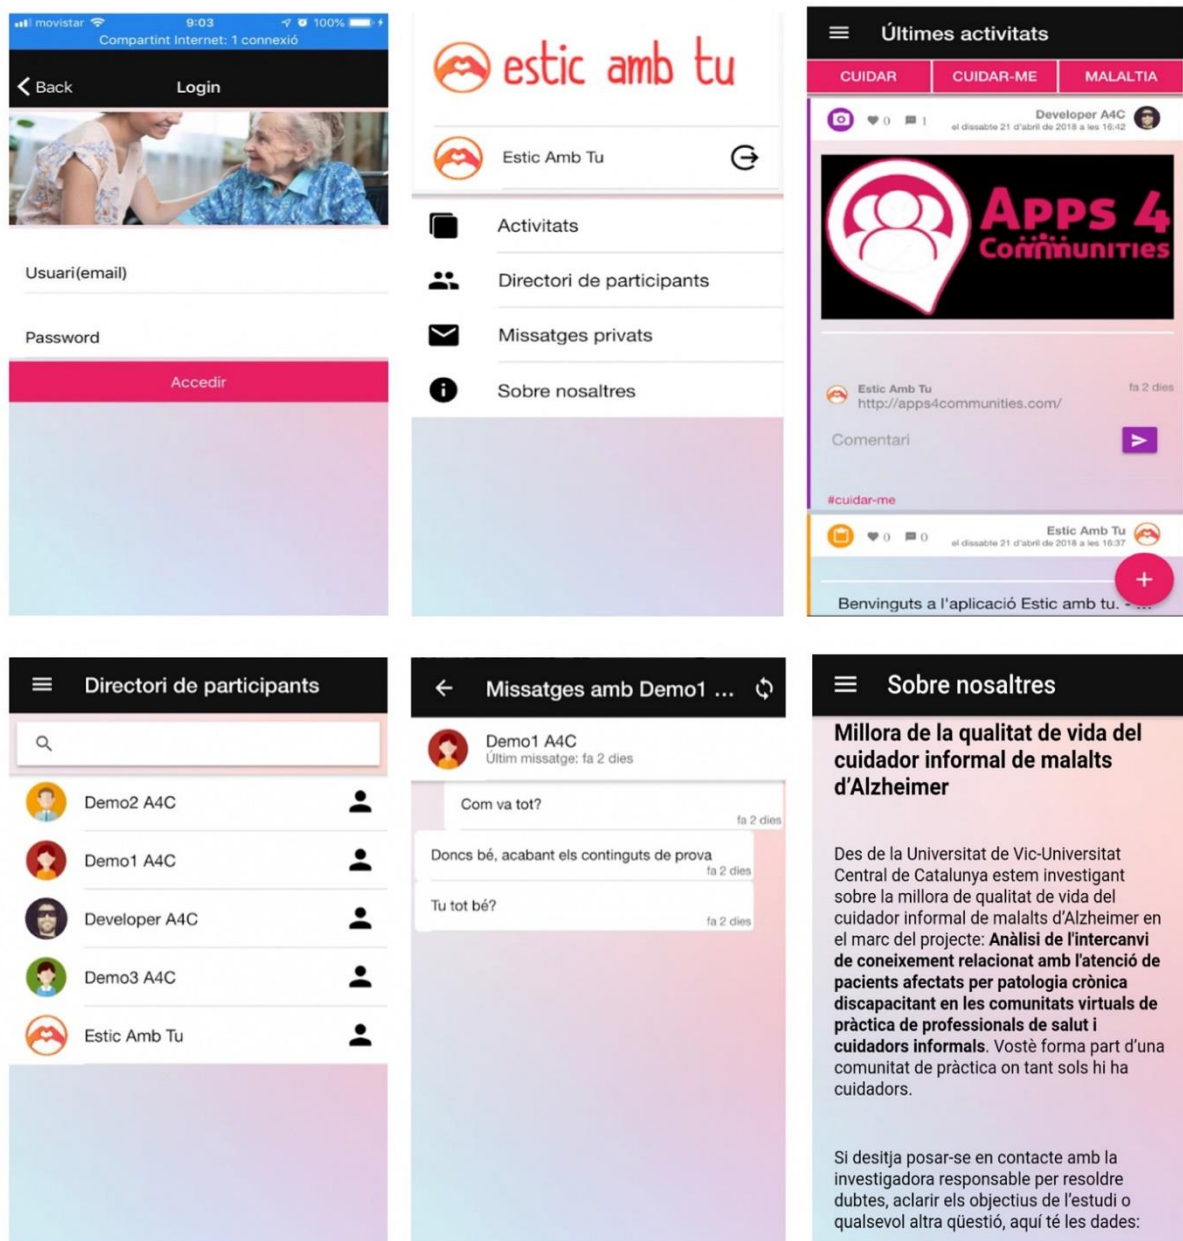 movistar 9:03 100%
Compartint Internet: 1 connexió
Back Login
Usuari(email)
Password
Accedir
estic amb tu
Estic Amb Tu
Activitats
Directori de participants
Missatges privats
Sobre nosaltres
Últimes activitats
CUIDAR CUIDAR-ME MALALTIA
0 1 Developer A4C
el dissabte 21 d'abril de 2018 a les 16:42
APPS 4
COMMUNITIES
Estic Amb Tu fa 2 dies
http://apps4communities.com/
Comentari
#cuidar-me
0 0 Estic Amb Tu
el dissabte 21 d'abril de 2018 a les 16:37
+
Benvinguts a l'aplicació Estic amb tu. - ...
Directori de participants
Demo2 A4C
Demo1 A4C
Developer A4C
Demo3 A4C
Estic Amb Tu
Missatges amb Demo1 ...
Demo1 A4C
Últim missatge: fa 2 dies
Com va tot?
fa 2 dies
Doncs bé, acabant els continguts de prova
fa 2 dies
Tu tot bé?
fa 2 dies
Sobre nosaltres
Millora de la qualitat de vida del
cuidador informal de malalts
d'Alzheimer
Des de la Universitat de Vic-Universitat
Central de Catalunya estem investigant
sobre la millora de qualitat de vida del
cuidador informal de malalts d'Alzheimer en
el marc del projecte: Anàlisi de l'intercanvi
de coneixement relacionat amb l'atenció de
pacients afectats per patologia crònica
discapacitant en les comunitats virtuals de
pràctica de professionals de salut i
cuidadors informals. Vostè forma part d'una
comunitat de pràctica on tant sols hi ha
cuidadors.
Si desitja posar-se en contacte amb la
investigadora responsable per resoldre
dubtes, aclarir els objectius de l'estudi o
qualsevol altra qüestió, aquí té les dades: